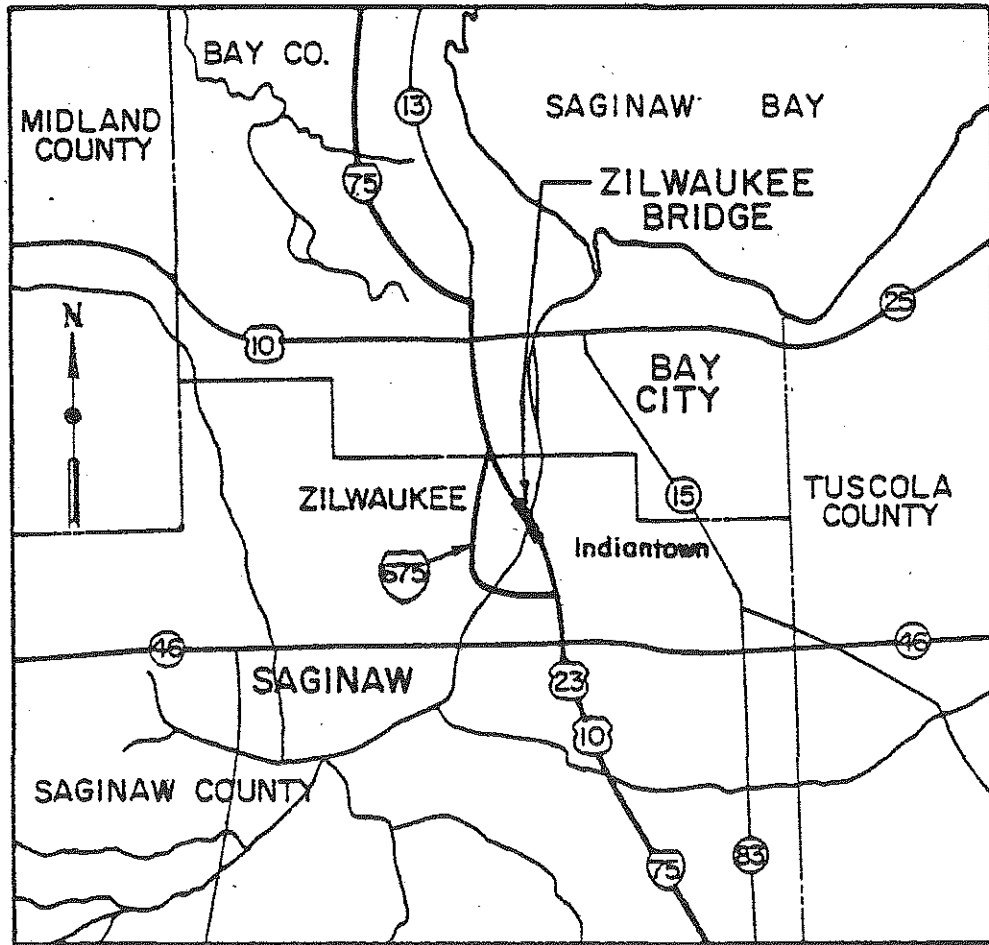 BAY CO.
13
SAGINAW BAY
MIDLAND
COUNTY
75
ZILWAUKEE
BRIDGE
25
N
10
BAY
CITY
ZILWAUKEE
15
TUSCOLA
COUNTY
Indiantown
675
46
46
SAGINAW
23
10
SAGINAW COUNTY
75
83